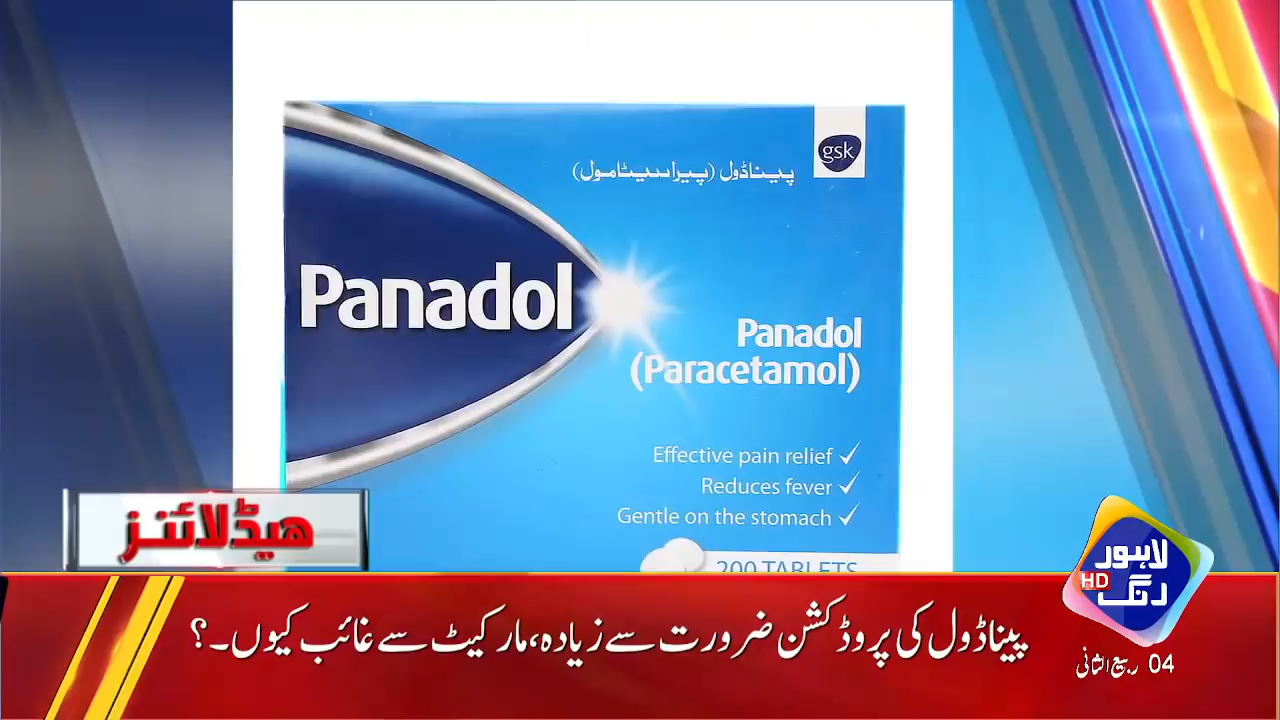 gsk
پیناڈول (پیراسیٹامول)
Panadol
Panadol
(Paracetamol)
Effective pain relief
Reduces fever
Gentle on the stomach
200 TABLETS
ہیڈلائنز
لاہور
HD
رنگ
پیناڈول کی پروڈکشن ضرورت سے زیادہ، مارکیٹ سے غائب کیوں۔؟
04 ربیع الثانی